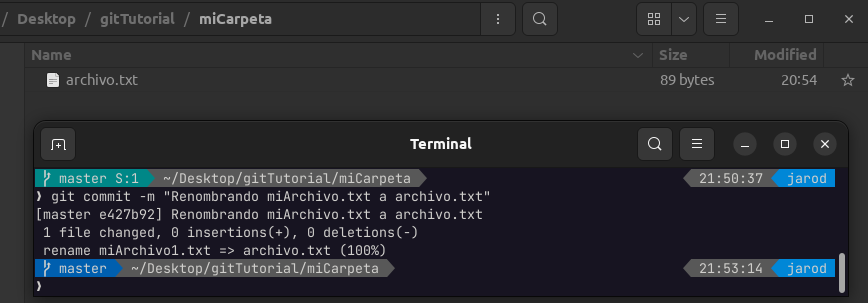 / Desktop / gitTutorial / miCarpeta
Name Size Modified
archivo.txt 89 bytes 20:54
Terminal
master S:1 ~/Desktop/gitTutorial/miCarpeta 21:50:37 jarod
❯ git commit -m "Renombrando miArchivo.txt a archivo.txt"
[master e427b92] Renombrando miArchivo.txt a archivo.txt
1 file changed, 0 insertions(+), 0 deletions(-)
rename miArchivo1.txt => archivo.txt (100%)
master ~/Desktop/gitTutorial/miCarpeta 21:53:14 jarod
❯